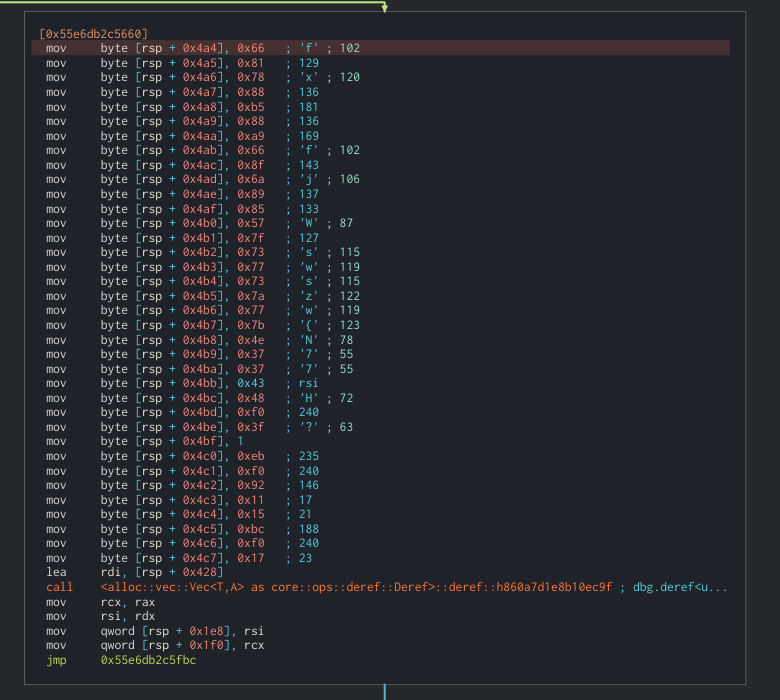 [0x55e6db2c5660]
mov byte [rsp + 0x4a4], 0x66 ; 'f' ; 102
mov byte [rsp + 0x4a5], 0x81 ; 129
mov byte [rsp + 0x4a6], 0x78 ; 'x' ; 120
mov byte [rsp + 0x4a7], 0x88 ; 136
mov byte [rsp + 0x4a8], 0xb5 ; 181
mov byte [rsp + 0x4a9], 0x88 ; 136
mov byte [rsp + 0x4aa], 0xa9 ; 169
mov byte [rsp + 0x4ab], 0x66 ; 'f' ; 102
mov byte [rsp + 0x4ac], 0x8f ; 143
mov byte [rsp + 0x4ad], 0x6a ; 'j' ; 106
mov byte [rsp + 0x4ae], 0x89 ; 137
mov byte [rsp + 0x4af], 0x85 ; 133
mov byte [rsp + 0x4b0], 0x57 ; 'W' ; 87
mov byte [rsp + 0x4b1], 0x7f ; 127
mov byte [rsp + 0x4b2], 0x73 ; 's' ; 115
mov byte [rsp + 0x4b3], 0x77 ; 'w' ; 119
mov byte [rsp + 0x4b4], 0x73 ; 's' ; 115
mov byte [rsp + 0x4b5], 0x7a ; 'z' ; 122
mov byte [rsp + 0x4b6], 0x77 ; 'w' ; 119
mov byte [rsp + 0x4b7], 0x7b ; '{' ; 123
mov byte [rsp + 0x4b8], 0x4e ; 'N' ; 78
mov byte [rsp + 0x4b9], 0x37 ; '7' ; 55
mov byte [rsp + 0x4ba], 0x37 ; '7' ; 55
mov byte [rsp + 0x4bb], 0x43 ; rsi
mov byte [rsp + 0x4bc], 0x48 ; 'H' ; 72
mov byte [rsp + 0x4bd], 0xf0 ; 240
mov byte [rsp + 0x4be], 0x3f ; '?' ; 63
mov byte [rsp + 0x4bf], 1
mov byte [rsp + 0x4c0], 0xeb ; 235
mov byte [rsp + 0x4c1], 0xf0 ; 240
mov byte [rsp + 0x4c2], 0x92 ; 146
mov byte [rsp + 0x4c3], 0x11 ; 17
mov byte [rsp + 0x4c4], 0x15 ; 21
mov byte [rsp + 0x4c5], 0xbc ; 188
mov byte [rsp + 0x4c6], 0xf0 ; 240
mov byte [rsp + 0x4c7], 0x17 ; 23
lea rdi, [rsp + 0x428]
call <alloc::vec::Vec<T,A> as core::ops::deref::Deref>::deref::h860a7d1e8b10ec9f ; dbg.deref<u...
mov rcx, rax
mov rsi, rdx
mov qword [rsp + 0x1e8], rsi
mov qword [rsp + 0x1f0], rcx
jmp 0x55e6db2c5fbc